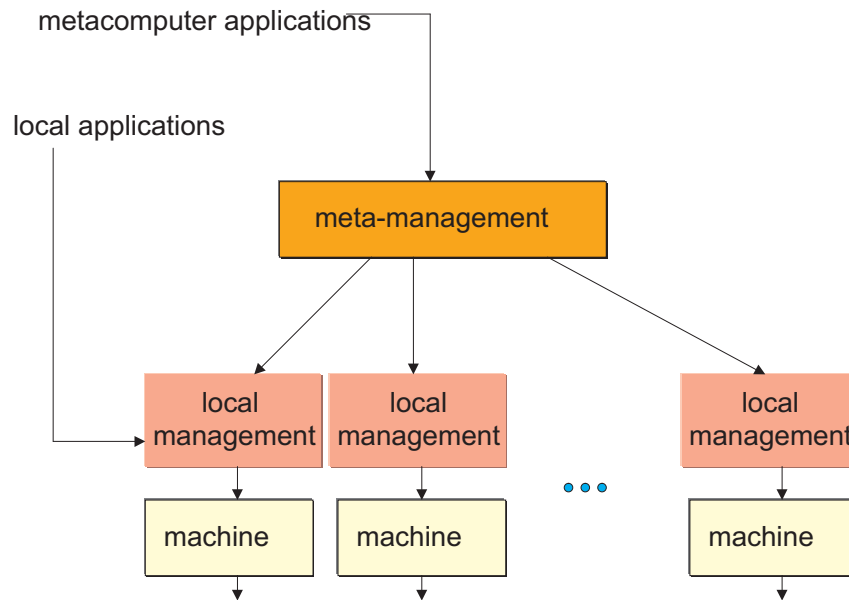 metacomputer applications
local applications
meta-management
local
management
local
management
local
management
machine
machine
machine